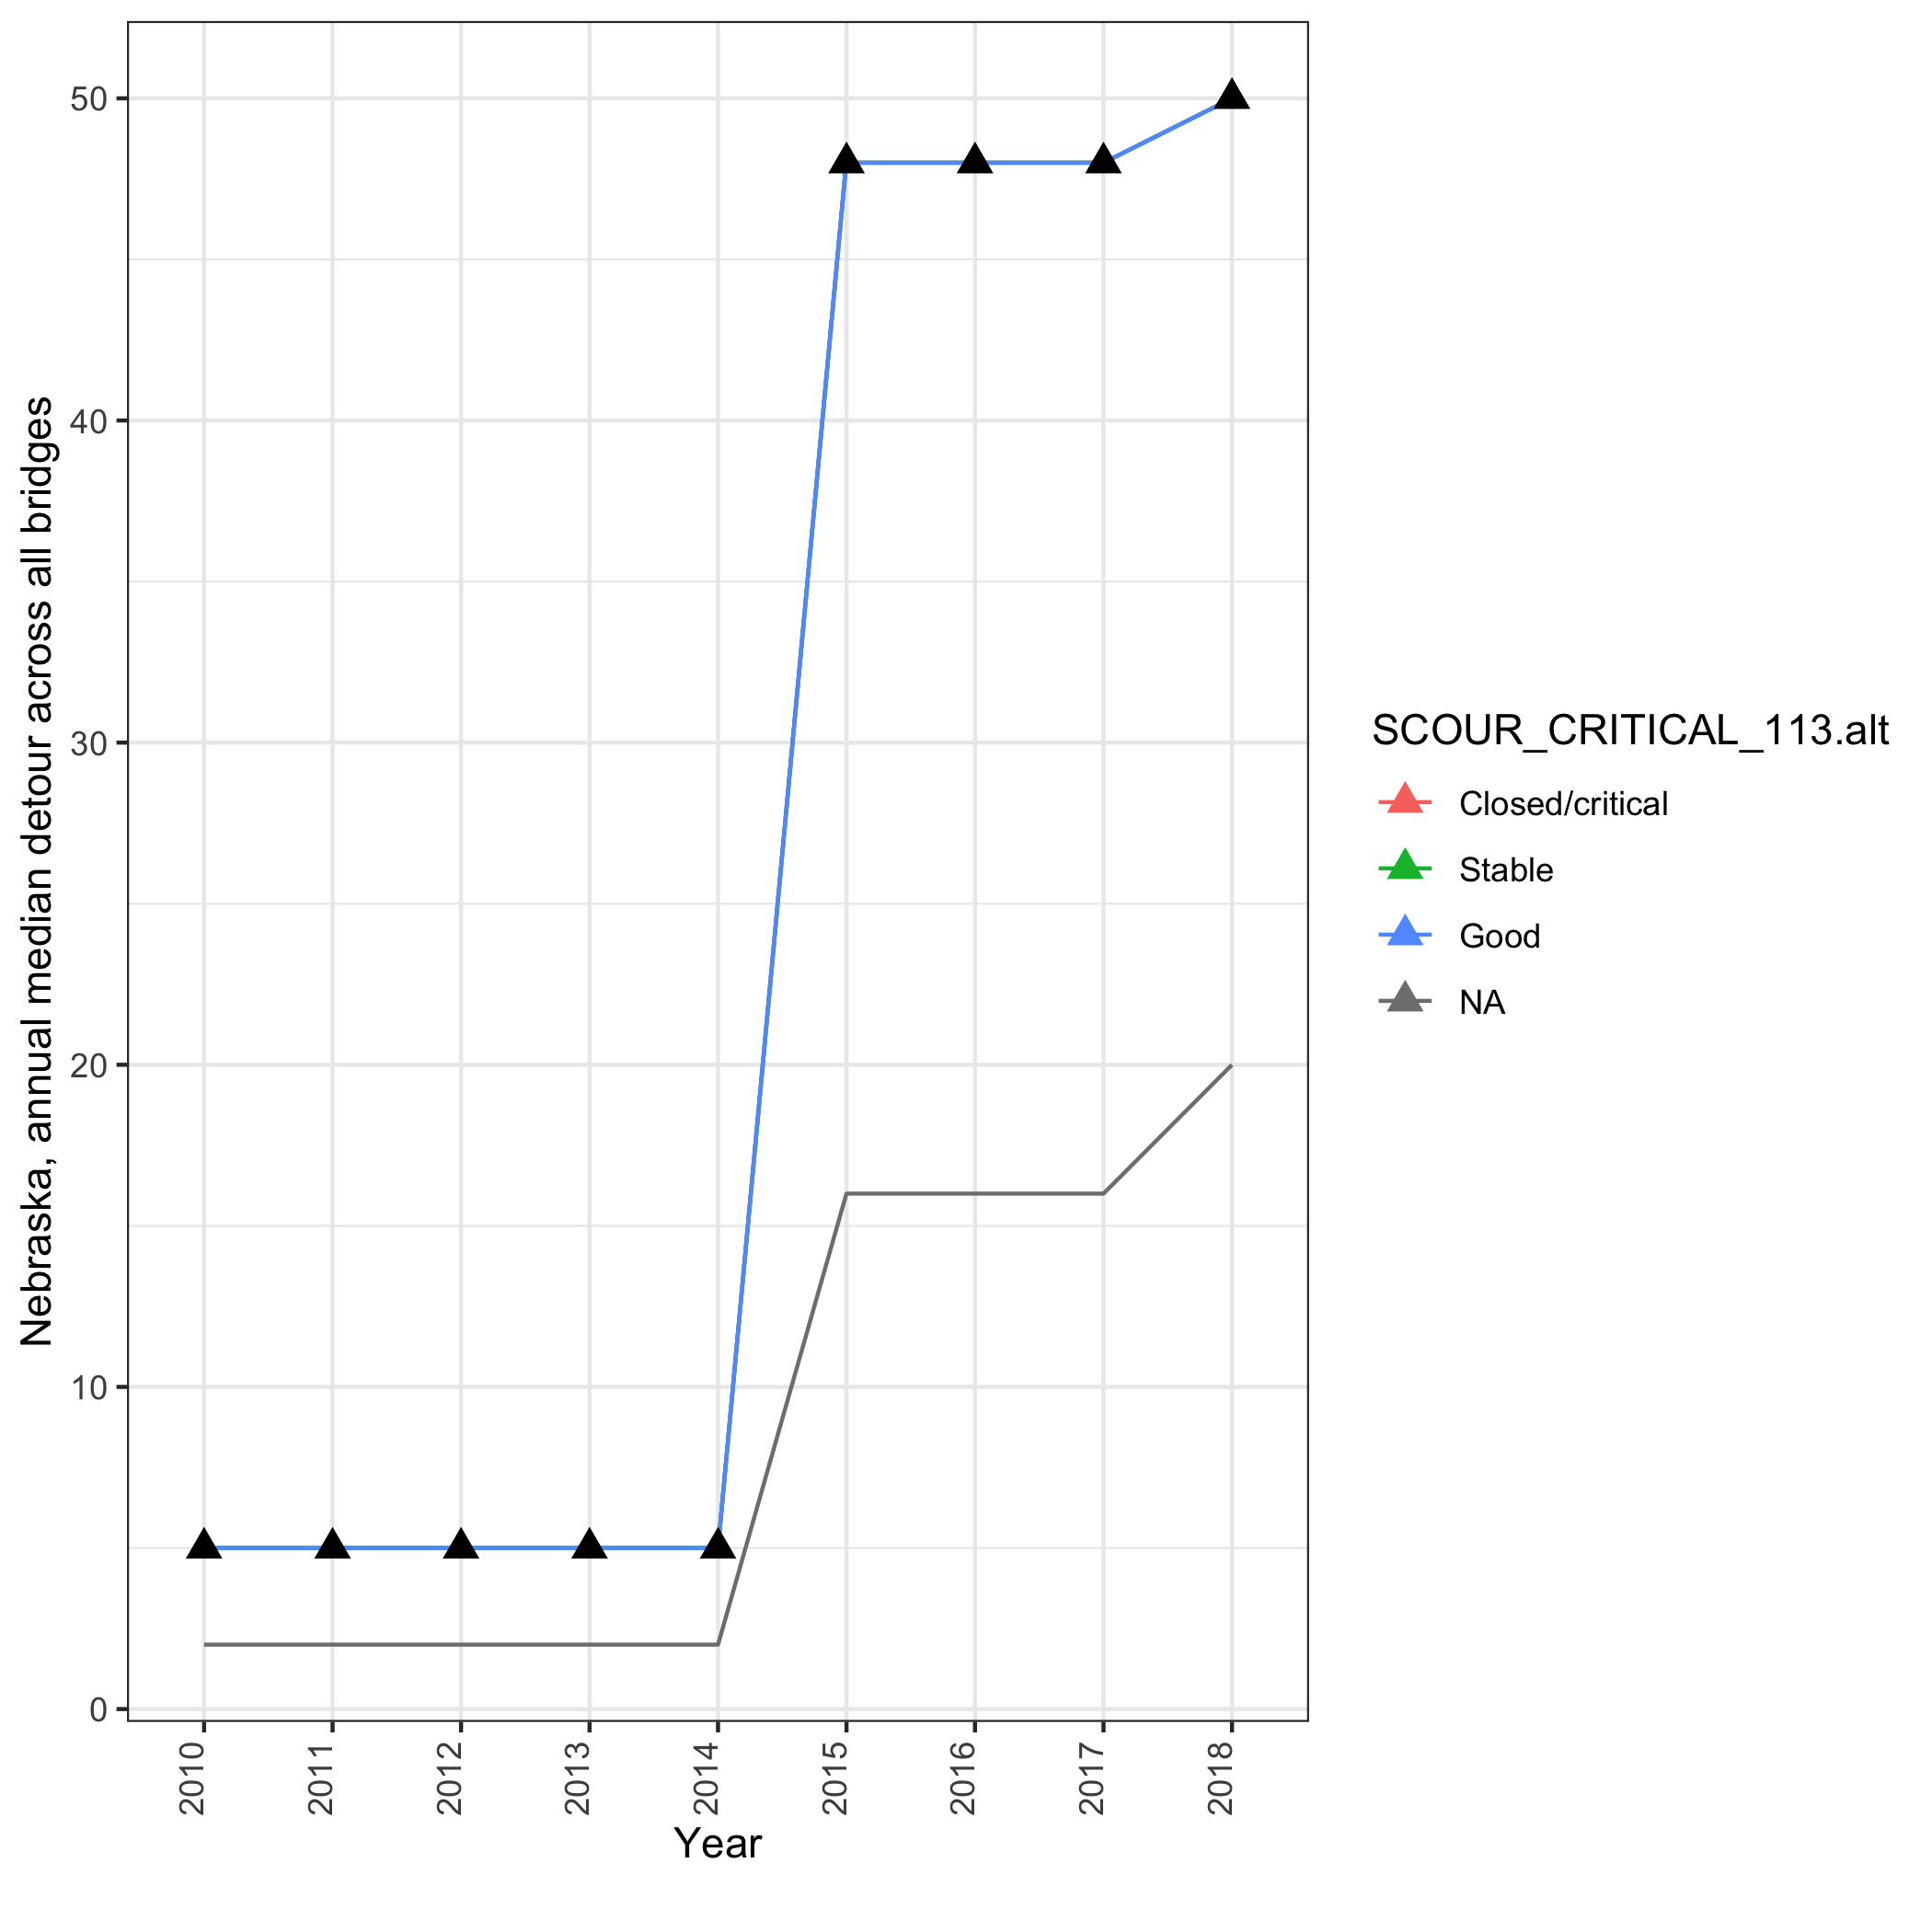 Nebraska, annual median detour across all bridges
50
40
30
20
10
0
2010
2011
2012
2013
2014
2015
2016
2017
2018
Year
SCOUR_CRITICAL_113.alt
Closed/critical
Stable
Good
NA